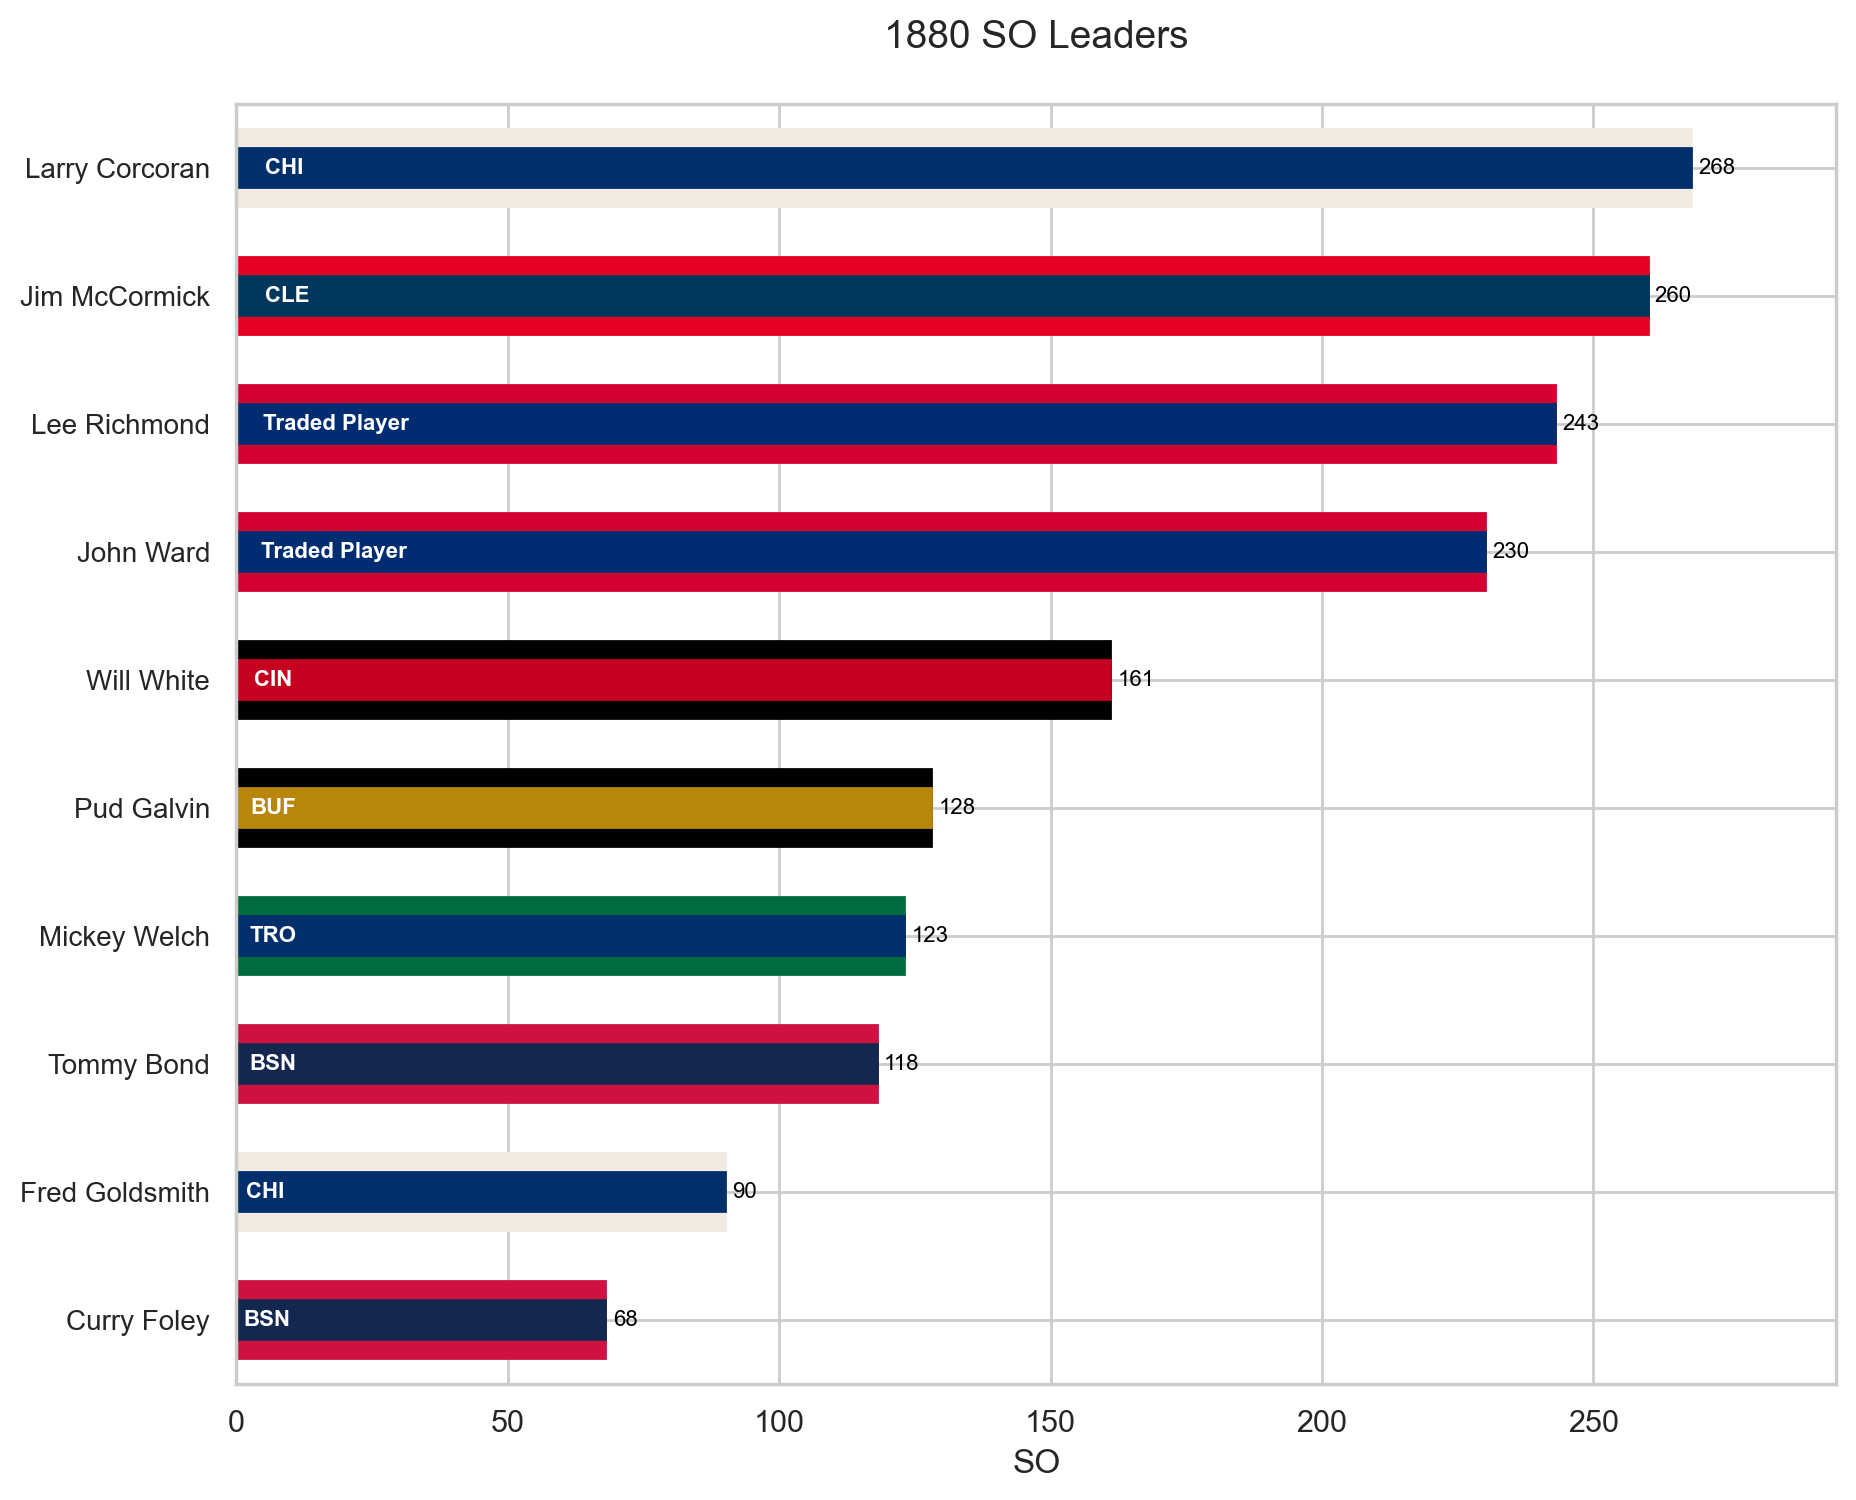 1880 SO Leaders
Larry Corcoran CHI 268
Jim McCormick CLE 260
Lee Richmond Traded Player 243
John Ward Traded Player 230
Will White CIN 161
Pud Galvin BUF 128
Mickey Welch TRO 123
Tommy Bond BSN 118
Fred Goldsmith CHI 90
Curry Foley BSN 68
0 50 100 150 200 250
SO